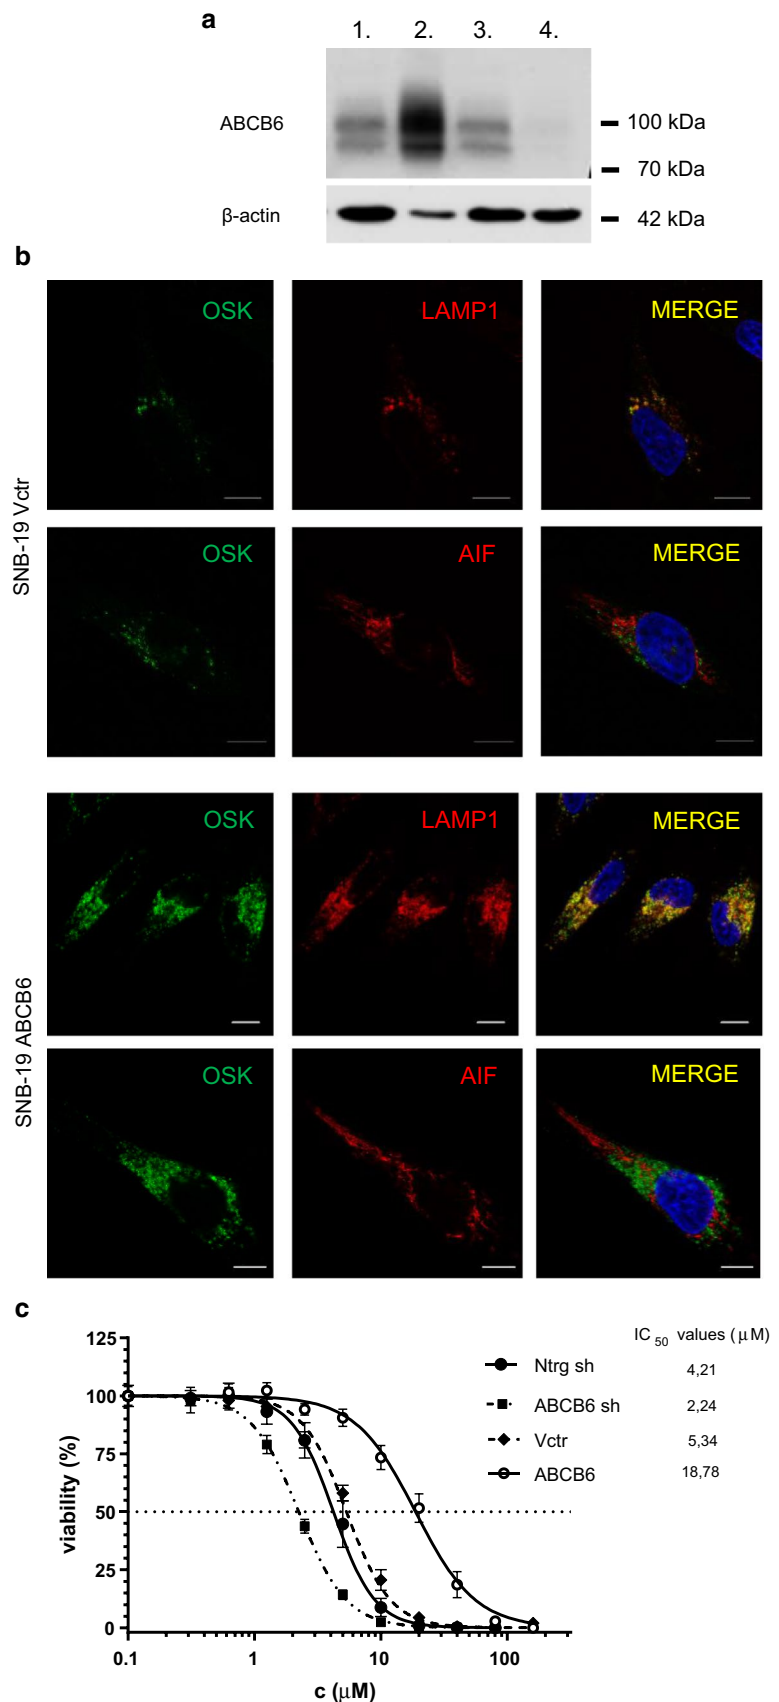 a
1. 2. 3. 4.
ABCB6
100 kDa
70 kDa
β-actin
42 kDa
b
SNB-19 Vctr
OSK
LAMP1
MERGE
OSK
AIF
MERGE
SNB-19 ABCB6
OSK
LAMP1
MERGE
OSK
AIF
MERGE
c
IC50 values (μM)
Ntrg sh 4,21
ABCB6 sh 2,24
Vctr 5,34
ABCB6 18,78
viability (%)
125
100
75
50
25
0
0.1 1 10 100
c (μM)